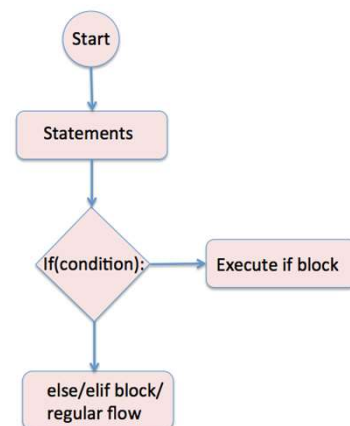 Start
Statements
If(condition):
Execute if block
else/elif block/
regular flow